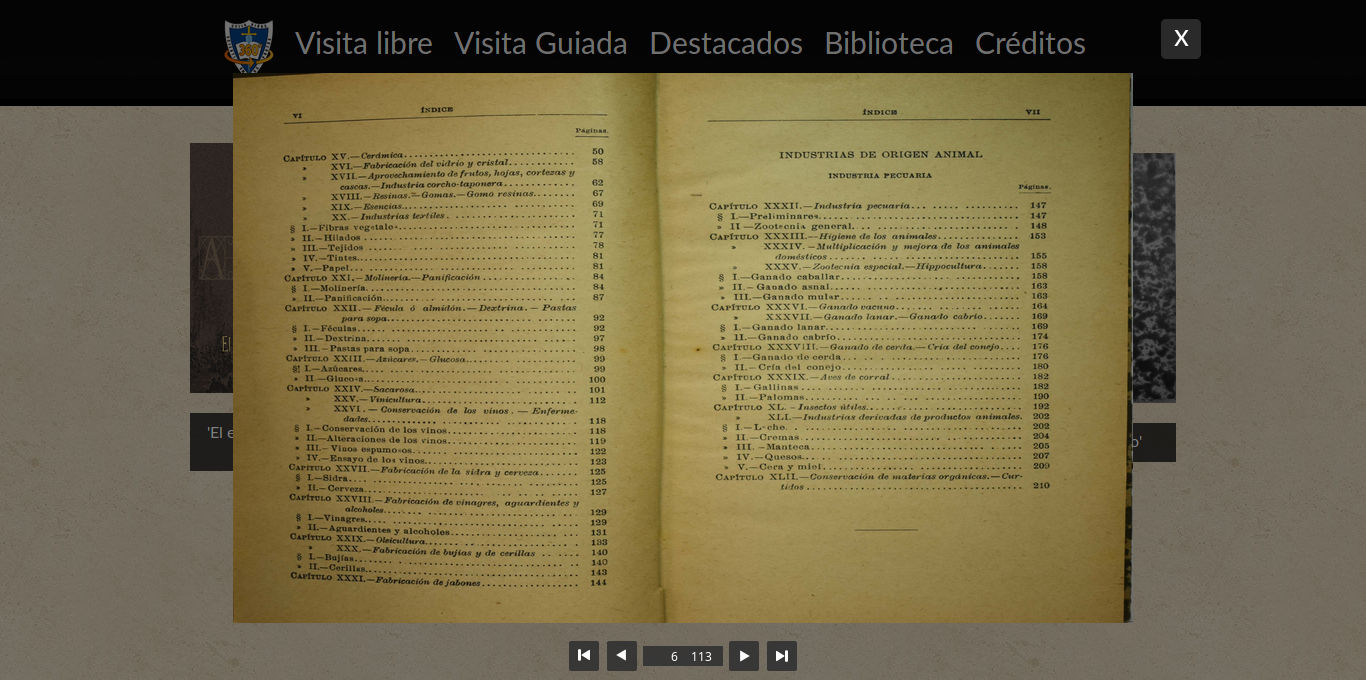 360º
Visita libre
Visita Guiada
Destacados
Biblioteca
Créditos
X
VI
ÍNDICE
Páginas.
CAPÍTULO XV.—Cerámica 50
» XVI.—Fabricación del vidrio y cristal 58
» XVII.—Aprovechamiento de frutos, hojas, cortezas y
cascas.—Industria corcho-taponera 62
» XVIII.—Resinas.—Gomas.—Gomo resinas 67
» XIX.—Esencias 69
» XX.—Industrias textiles 71
§ I.—Fibras vegetales 71
» II.—Hilados 77
» III.—Tejidos 78
» IV.—Tintes 81
» V.—Papel 81
CAPÍTULO XXI.—Molinería.—Panificación 84
§ I.—Molinería 84
» II.—Panificación 87
CAPÍTULO XXII.—Fécula ó almidón.—Dextrina.—Pastas
para sopa 92
§ I.—Féculas 92
» II.—Dextrina 97
» III.—Pastas para sopa 98
CAPÍTULO XXIII.—Azúcares.—Glucosa 99
§ I.—Azúcares 99
» II.—Glucosa 100
CAPÍTULO XXIV.—Sacarosa 101
» XXV.—Vinicultura 112
» XXVI.—Conservación de los vinos.—Enferme-
dades 118
§ I.—Conservación de los vinos 118
» II.—Alteraciones de los vinos 119
» III.—Vinos espumosos 122
» IV.—Ensayo de los vinos 123
CAPÍTULO XXVII.—Fabricación de la sidra y cerveza 125
§ I.—Sidra 125
» II.—Cerveza 127
CAPÍTULO XXVIII.—Fabricación de vinagres, aguardientes y
alcoholes 129
§ I.—Vinagres 129
» II.—Aguardientes y alcoholes 131
CAPÍTULO XXIX.—Oleicultura 133
» XXX.—Fabricación de bujías y de cerillas 140
§ I.—Bujías 140
» II.—Cerillas 143
CAPÍTULO XXXI.—Fabricación de jabones 144
ÍNDICE
VII
INDUSTRIAS DE ORIGEN ANIMAL
INDUSTRIA PECUARIA
Páginas.
CAPÍTULO XXXII.—Industria pecuaria 147
§ I.—Preliminares 147
» II—Zootecnia general 148
CAPÍTULO XXXIII.—Higiene de los animales 153
» XXXIV.—Multiplicación y mejora de los animales
domésticos 155
» XXXV.—Zootecnia especial.—Hippocultura 158
§ I.—Ganado caballar 158
» II.—Ganado asnal 163
» III.—Ganado mular 163
CAPÍTULO XXXVI.—Ganado vacuno 164
» XXXVII.—Ganado lanar.—Ganado cabrío 169
§ I.—Ganado lanar 169
» II.—Ganado cabrío 174
CAPÍTULO XXXVIII.—Ganado de cerda.—Cría del conejo 176
§ I.—Ganado de cerda 176
» II.—Cría del conejo 180
CAPÍTULO XXXIX.—Aves de corral 182
§ I.—Gallinas 182
» II.—Palomas 190
CAPÍTULO XL.—Insectos útiles 192
» XLI.—Industrias derivadas de productos animales. 202
§ I.—Leche 202
» II.—Cremas 204
» III.—Manteca 205
» IV.—Quesos 207
» V.—Cera y miel 209
CAPÍTULO XLII.—Conservación de materias orgánicas.—Cur-
tidos 210
'El
6 113